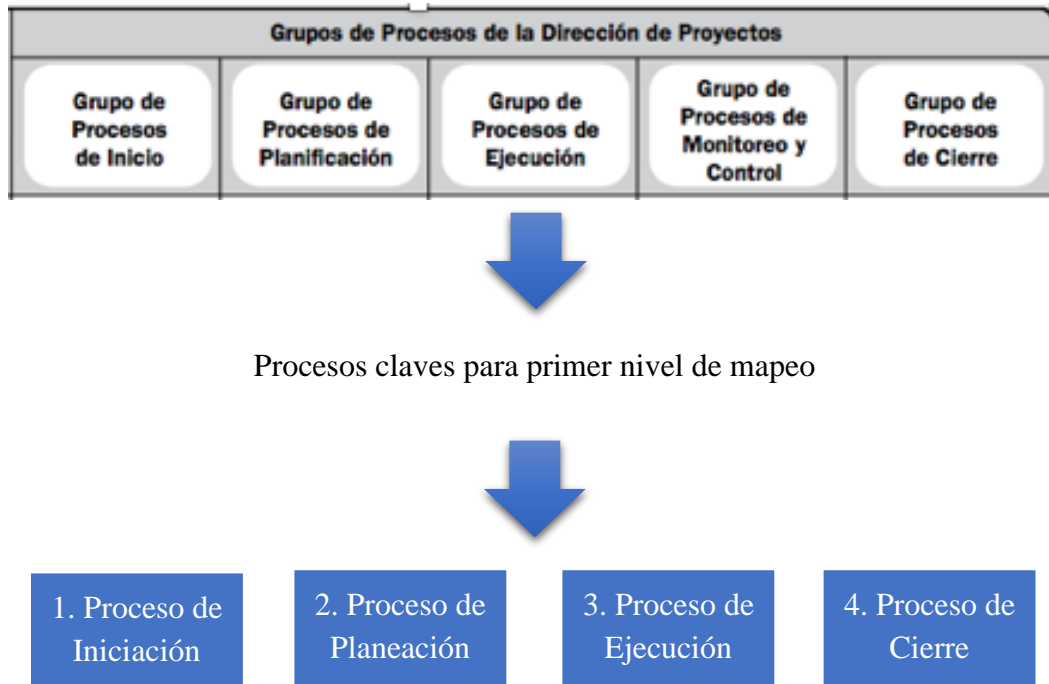 Grupos de Procesos de la Dirección de Proyectos
Grupo de
Procesos
de Inicio
Grupo de
Procesos de
Planificación
Grupo de
Procesos de
Ejecución
Grupo de
Procesos de
Monitoreo y
Control
Grupo de
Procesos
de Cierre
Procesos claves para primer nivel de mapeo
1. Proceso de
Iniciación
2. Proceso de
Planeación
3. Proceso de
Ejecución
4. Proceso de
Cierre